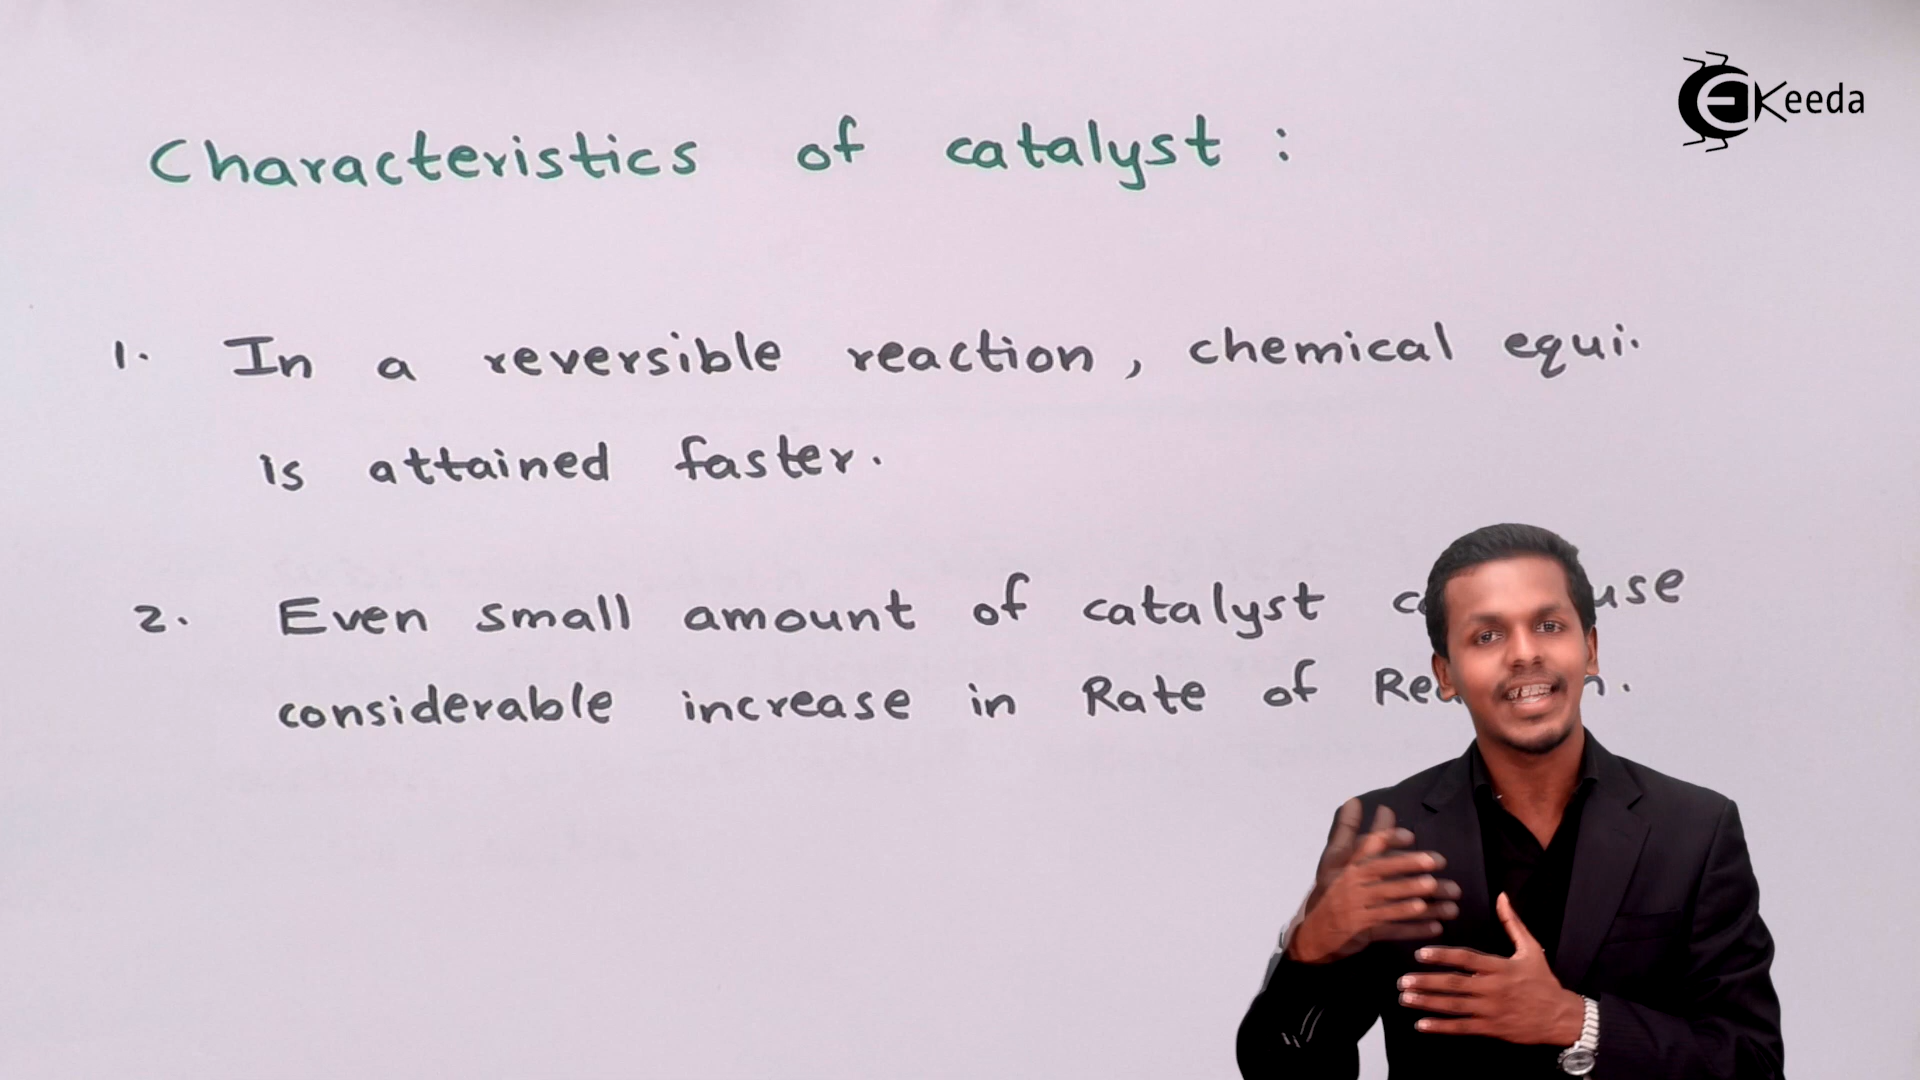 EKeeda
Characteristics of catalyst :
1. In a reversible reaction, chemical equi.
is attained faster.
2. Even small amount of catalyst
considerable increase in Rate of